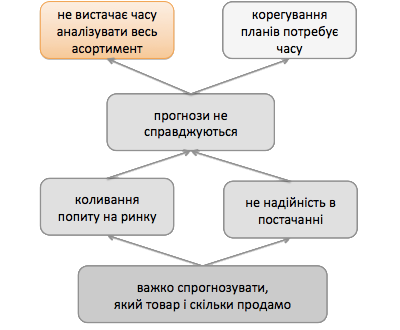 не вистачає часу
аналізувати весь
асортимент
корегування
планів потребує
часу
прогнози не
справджуються
коливання
попиту на ринку
не надійність в
постачанні
важко спрогнозувати,
який товар і скільки продамо